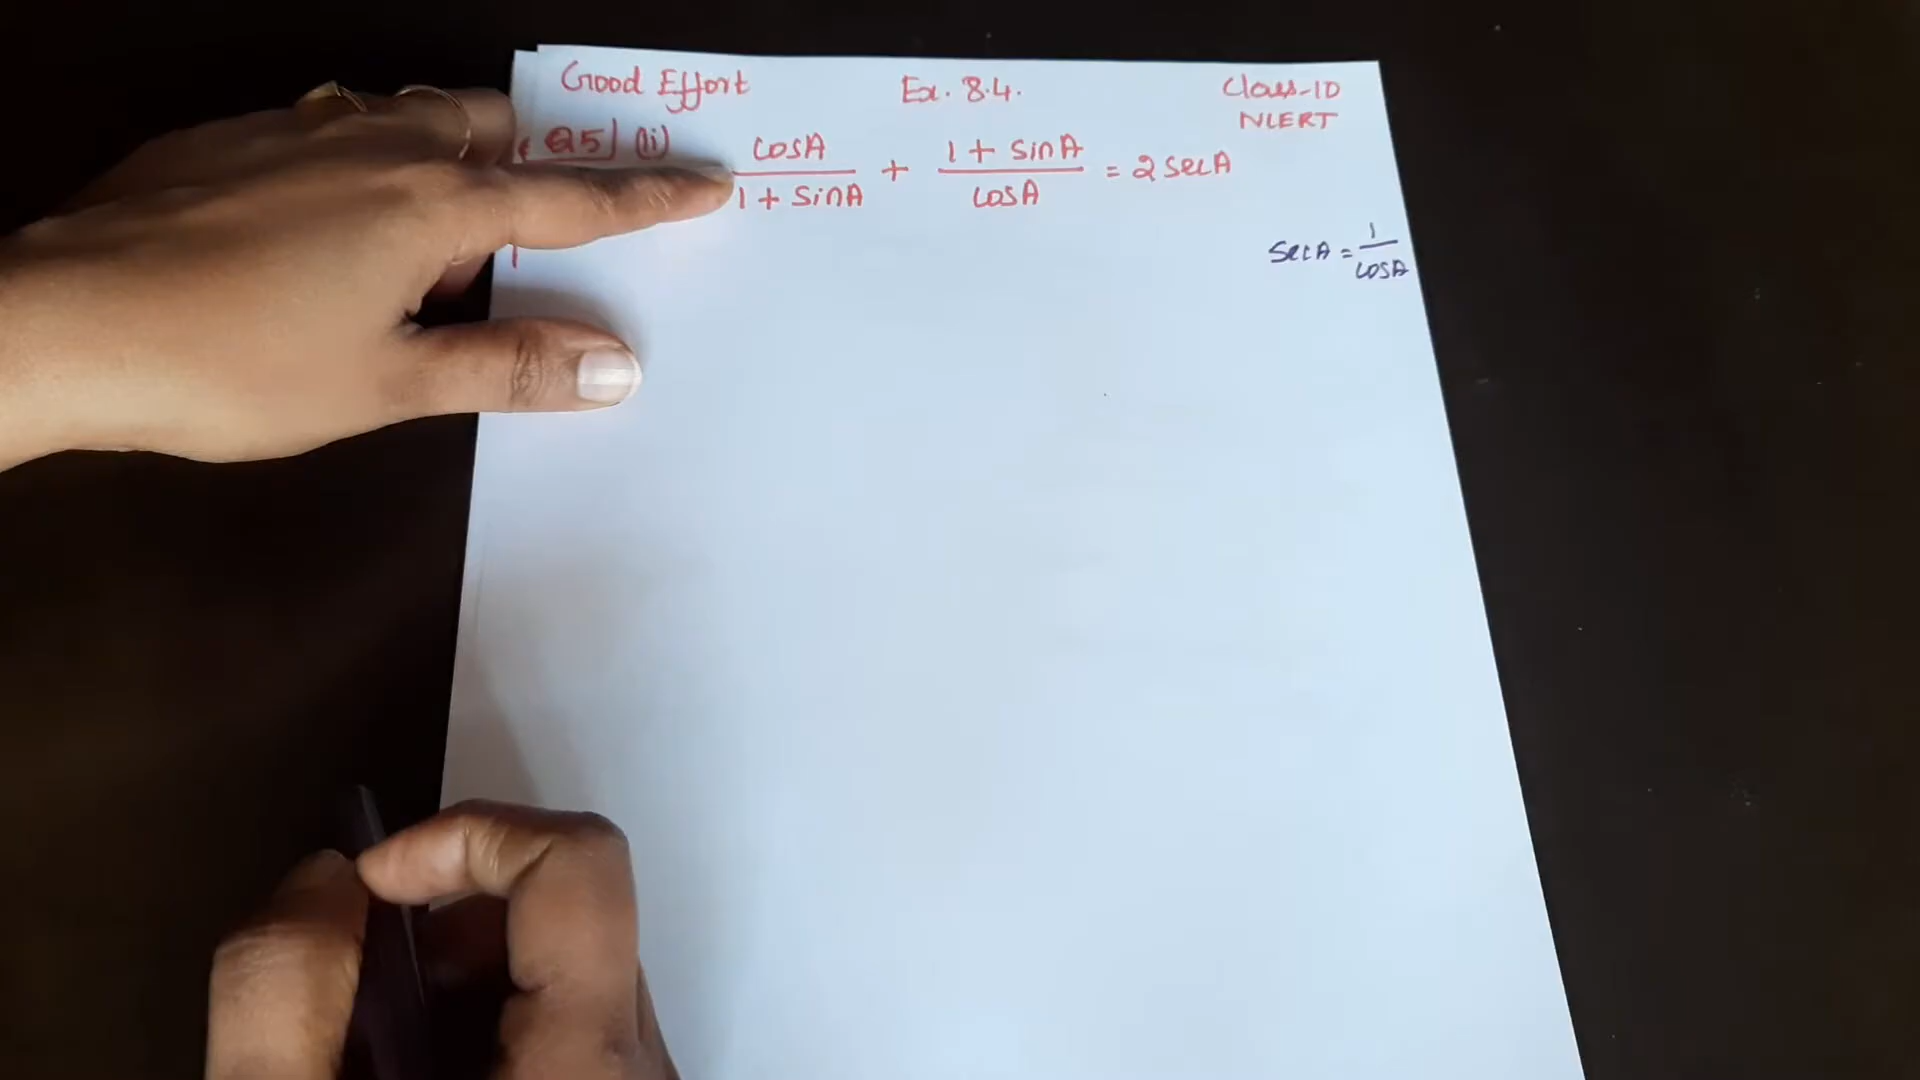 Good Effort Ex. 8.4. Class-10
NCERT
Q5) (ii) cosA/1 + sinA + 1 + sinA/cosA = 2 secA
secA = 1/cosA